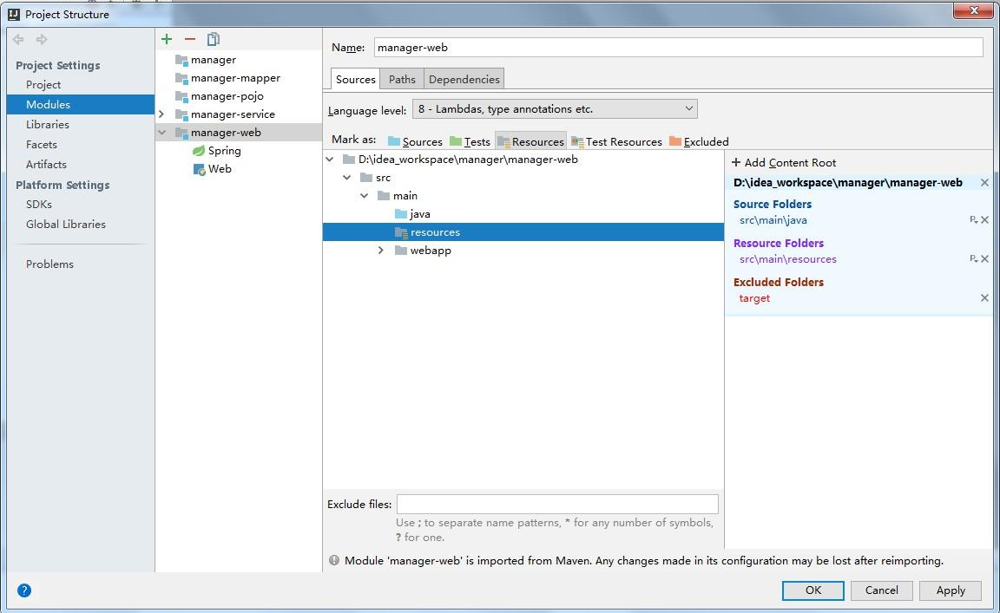 Project Structure
Project Settings
Project
Modules
Libraries
Facets
Artifacts
Platform Settings
SDKs
Global Libraries
Problems
manager
manager-mapper
manager-pojo
manager-service
manager-web
Spring
Web
Name: manager-web
Sources Paths Dependencies
Language level: 8 - Lambdas, type annotations etc.
Mark as: Sources Tests Resources Test Resources Excluded
D:\idea_workspace\manager\manager-web
src
main
java
resources
webapp
+ Add Content Root
D:\idea_workspace\manager\manager-web
Source Folders
src\main\java
Resource Folders
src\main\resources
Excluded Folders
target
Exclude files:
Use ; to separate name patterns, * for any number of symbols,
? for one.
Module 'manager-web' is imported from Maven. Any changes made in its configuration may be lost after reimporting.
? OK Cancel Apply